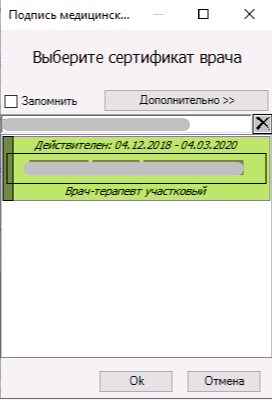 Подпись медицинск...
Выберите сертификат врача
Запомнить
Дополнительно >>
Действителен: 04.12.2018 - 04.03.2020
Врач-терапевт участковый
Ok
Отмена